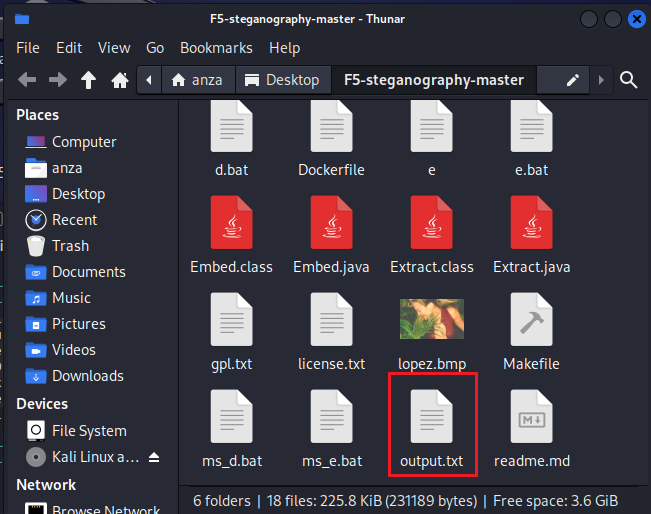 F5-steganography-master - Thunar
File Edit View Go Bookmarks Help
anza Desktop F5-steganography-master
Places
Computer
anza
Desktop
Recent
Trash
Documents
Music
Pictures
Videos
Downloads
Devices
File System
Kali Linux a...
Network
Browse Network
d.bat Dockerfile e e.bat
Embed.class Embed.java Extract.class Extract.java
gpl.txt license.txt lopez.bmp Makefile
ms_d.bat ms_e.bat output.txt readme.md
6 folders | 18 files: 225.8 KiB (231189 bytes) | Free space: 3.6 GiB